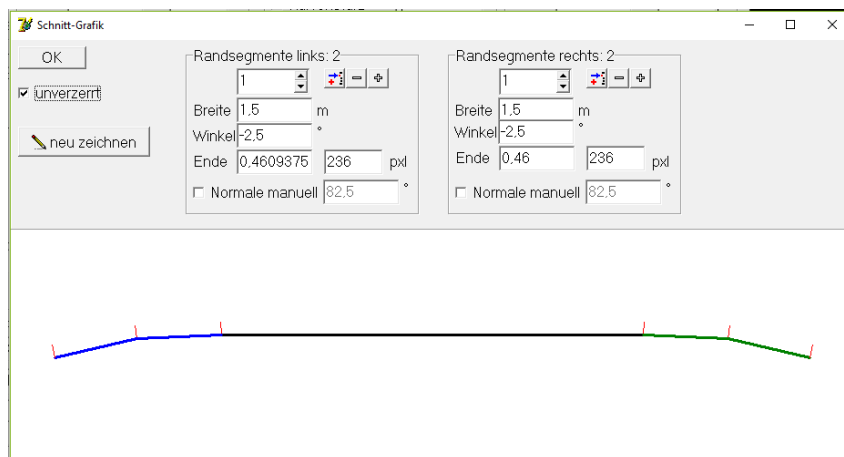 Schnitt-Grafik
OK
unverzerrt
neu zeichnen
Randsegmente links: 2
1
Breite 1,5 m
Winkel -2,5 °
Ende 0,4609375 236 pxl
Normale manuell 82,5 °
Randsegmente rechts: 2
1
Breite 1,5 m
Winkel -2,5 °
Ende 0,46 236 pxl
Normale manuell 82,5 °